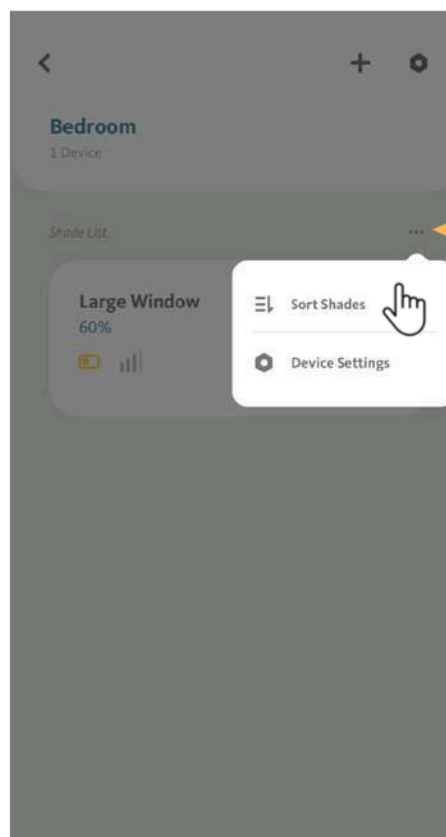 Bedroom
1 Device
Shade List
Large Window
60%
Sort Shades
Device Settings